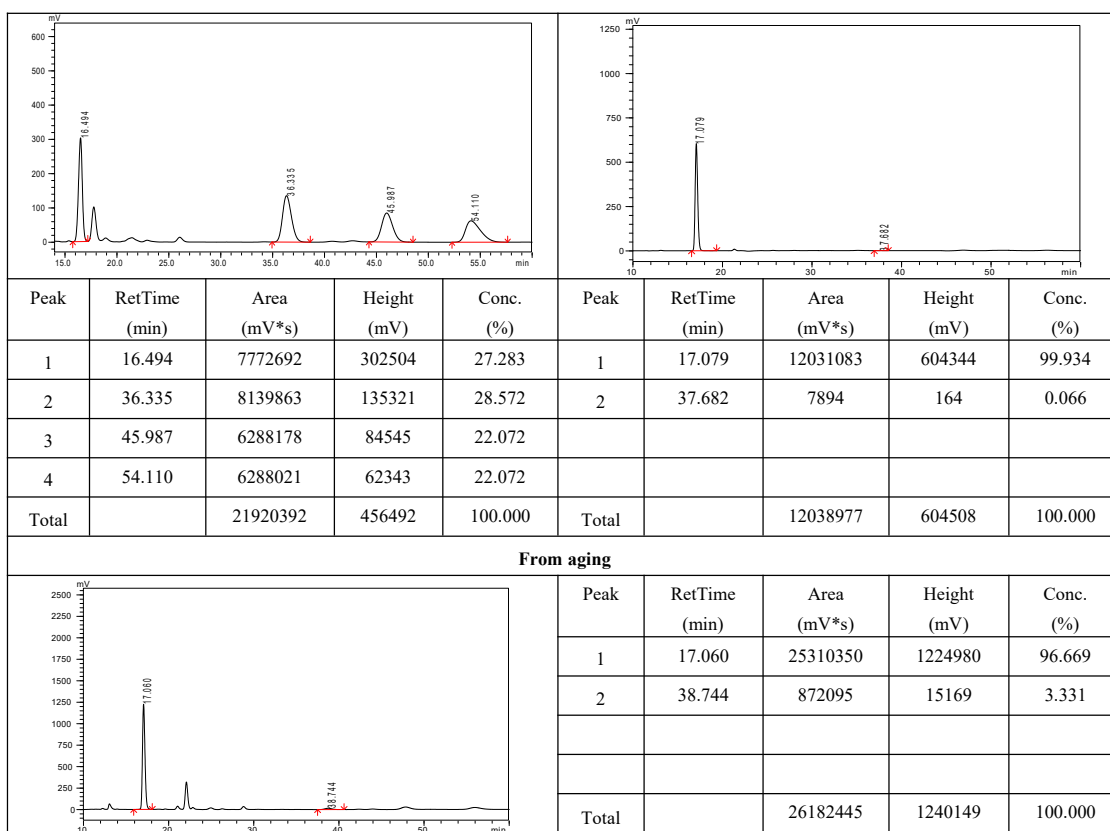 mV
600
500
400
300
200
100
0
16.494
36.335
45.987
54.110
15.0 20.0 25.0 30.0 35.0 40.0 45.0 50.0 55.0 min
mV
1250
1000
750
500
250
0
17.079
37.682
10 20 30 40 50 min
Peak RetTime Area Height Conc.
(min) (mV*s) (mV) (%)
1 16.494 7772692 302504 27.283
2 36.335 8139863 135321 28.572
3 45.987 6288178 84545 22.072
4 54.110 6288021 62343 22.072
Total 21920392 456492 100.000
Peak RetTime Area Height Conc.
(min) (mV*s) (mV) (%)
1 17.079 12031083 604344 99.934
2 37.682 7894 164 0.066
Total 12038977 604508 100.000
From aging
mV
2500
2250
2000
1750
1500
1250
1000
750
500
250
0
17.060
38.744
10 20 30 40 50 min
Peak RetTime Area Height Conc.
(min) (mV*s) (mV) (%)
1 17.060 25310350 1224980 96.669
2 38.744 872095 15169 3.331
Total 26182445 1240149 100.000